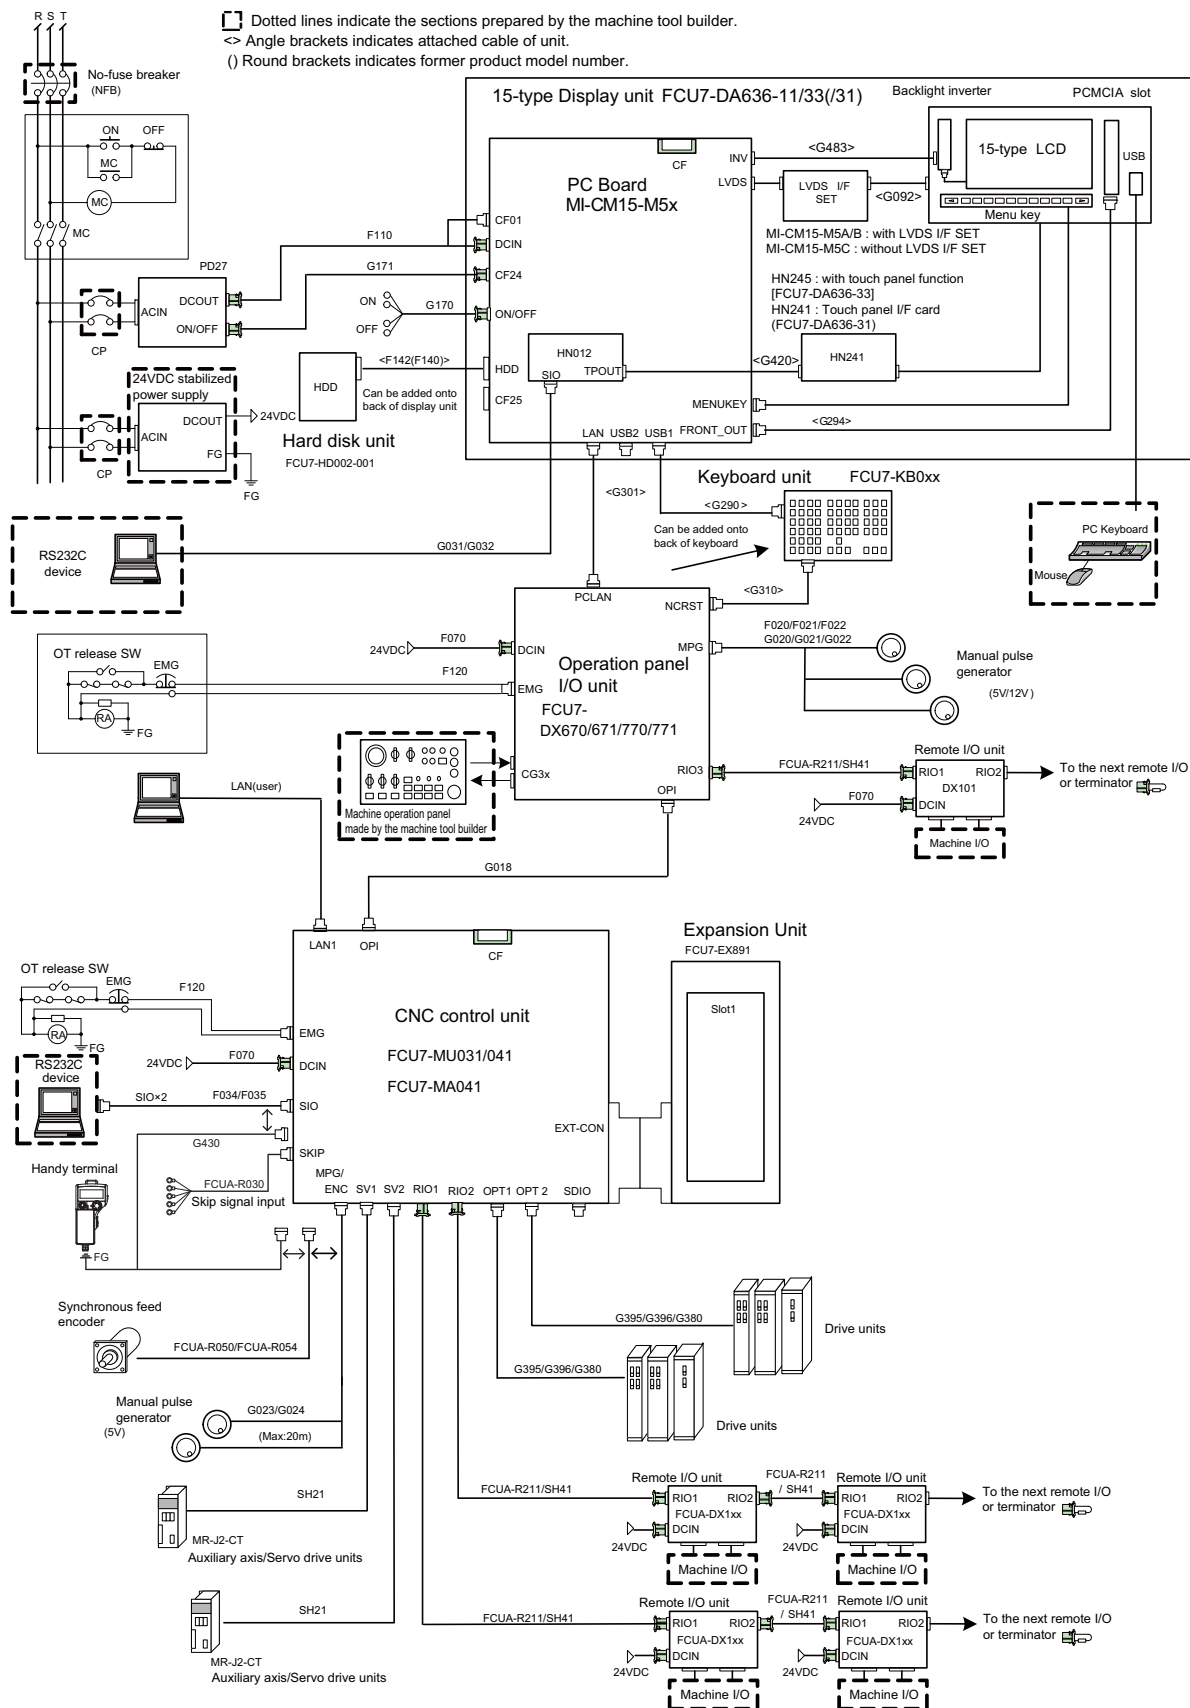 R S T
Dotted lines indicate the sections prepared by the machine tool builder.
<> Angle brackets indicates attached cable of unit.
() Round brackets indicates former product model number.
No-fuse breaker
(NFB)
ON
OFF
MC
MC
MC
15-type Display unit FCU7-DA636-11/33(/31)
Backlight inverter
PCMCIA slot
CF
INV
<G483>
15-type LCD
USB
PC Board
MI-CM15-M5x
LVDS
LVDS I/F
SET
<G092>
Menu key
CF01
MI-CM15-M5A/B : with LVDS I/F SET
MI-CM15-M5C : without LVDS I/F SET
F110
DCIN
PD27
G171
CF24
HN245 : with touch panel function
[FCU7-DA636-33]
HN241 : Touch panel I/F card
(FCU7-DA636-31)
DCOUT
ACIN
ON/OFF
ON
G170
ON/OFF
OFF
CP
HN012
<F142(F140)>
HDD
SIO
TPOUT
<G420>
HN241
24VDC stabilized
power supply
HDD
Can be added onto
back of display unit
CF25
MENUKEY
DCOUT
24VDC
FRONT_OUT
<G294>
ACIN
LAN USB2 USB1
Hard disk unit
FG
FCU7-HD002-001
CP
FG
Keyboard unit
FCU7-KB0xx
<G301>
<G290>
Can be added onto
back of keyboard
PC Keyboard
RS232C
device
G031/G032
Mouse
PCLAN
<G310>
NCRST
F020/F021/F022
G020/G021/G022
OT release SW
EMG
24VDC
F070
DCIN
MPG
Manual pulse
generator
(5V/12V)
Operation panel
I/O unit
F120
EMG
RA
FG
FCU7-
DX670/671/770/771
Remote I/O unit
CG3x
RIO3
FCUA-R211/SH41
RIO1
RIO2
DX101
To the next remote I/O
or terminator
LAN(user)
OPI
F070
DCIN
24VDC
Machine operation panel
made by the machine tool builder
Machine I/O
G018
LAN1
OPI
CF
Expansion Unit
FCU7-EX891
OT release SW
EMG
F120
Slot1
CNC control unit
EMG
RA
FG
24VDC
F070
DCIN
FCU7-MU031/041
RS232C
device
FCU7-MA041
SIO×2
F034/F035
SIO
EXT-CON
G430
SKIP
Handy terminal
MPG/
FCUA-R030
ENC SV1 SV2 RIO1 RIO2 OPT1 OPT 2 SDIO
Skip signal input
FG
Synchronous feed
encoder
G395/G396/G380
Drive units
FCUA-R050/FCUA-R054
G395/G396/G380
Manual pulse
generator
(5V)
G023/G024
(Max:20m)
Drive units
Remote I/O unit
FCUA-R211
/ SH41
Remote I/O unit
SH21
FCUA-R211/SH41
RIO1
RIO2
RIO1
RIO2
To the next remote I/O
or terminator
FCUA-DX1xx
FCUA-DX1xx
DCIN
DCIN
MR-J2-CT
24VDC
24VDC
Auxiliary axis/Servo drive units
Machine I/O
Machine I/O
Remote I/O unit
FCUA-R211
/ SH41
Remote I/O unit
SH21
FCUA-R211/SH41
RIO1
RIO2
RIO1
RIO2
To the next remote I/O
or terminator
FCUA-DX1xx
FCUA-DX1xx
DCIN
DCIN
MR-J2-CT
24VDC
24VDC
Auxiliary axis/Servo drive units
Machine I/O
Machine I/O